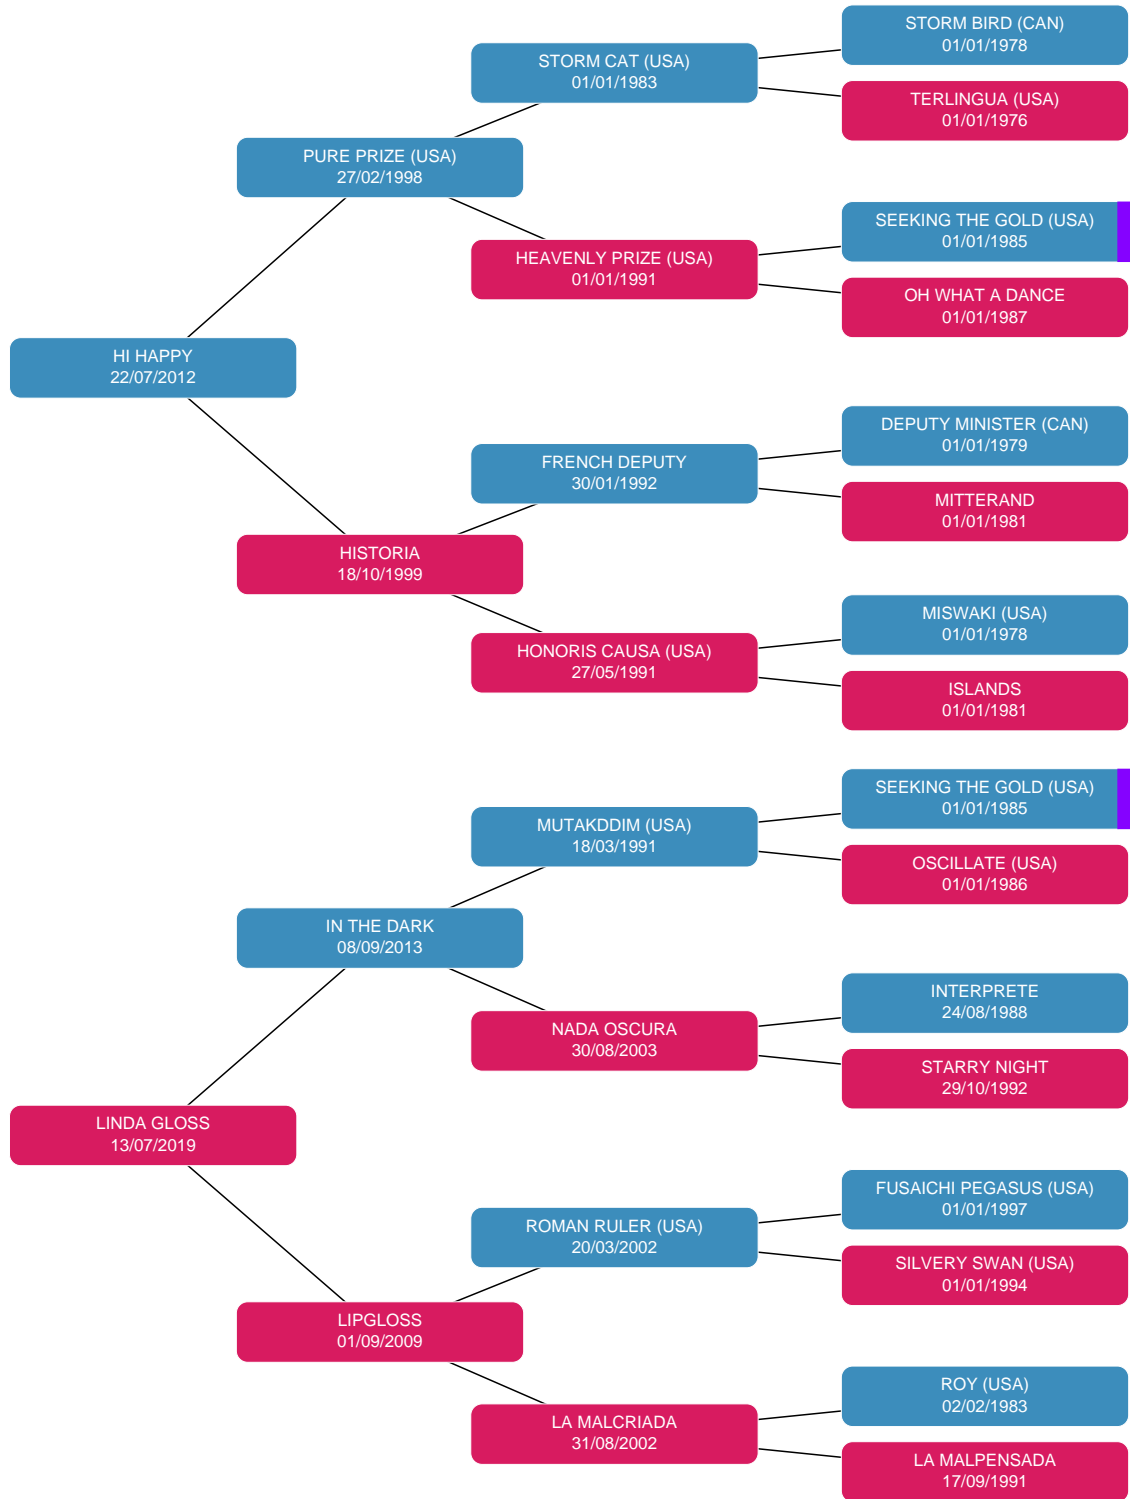 STORM BIRD (CAN)
01/01/1978
STORM CAT (USA)
01/01/1983
TERLINGUA (USA)
01/01/1976
PURE PRIZE (USA)
27/02/1998
SEEKING THE GOLD (USA)
01/01/1985
HEAVENLY PRIZE (USA)
01/01/1991
OH WHAT A DANCE
01/01/1987
HI HAPPY
22/07/2012
DEPUTY MINISTER (CAN)
01/01/1979
FRENCH DEPUTY
30/01/1992
MITTERAND
01/01/1981
HISTORIA
18/10/1999
MISWAKI (USA)
01/01/1978
HONORIS CAUSA (USA)
27/05/1991
ISLANDS
01/01/1981
SEEKING THE GOLD (USA)
01/01/1985
MUTAKDDIM (USA)
18/03/1991
OSCILLATE (USA)
01/01/1986
IN THE DARK
08/09/2013
INTERPRETE
24/08/1988
NADA OSCURA
30/08/2003
STARRY NIGHT
29/10/1992
LINDA GLOSS
13/07/2019
FUSAICHI PEGASUS (USA)
01/01/1997
ROMAN RULER (USA)
20/03/2002
SILVERY SWAN (USA)
01/01/1994
LIPGLOSS
01/09/2009
ROY (USA)
02/02/1983
LA MALCRIADA
31/08/2002
LA MALPENSADA
17/09/1991